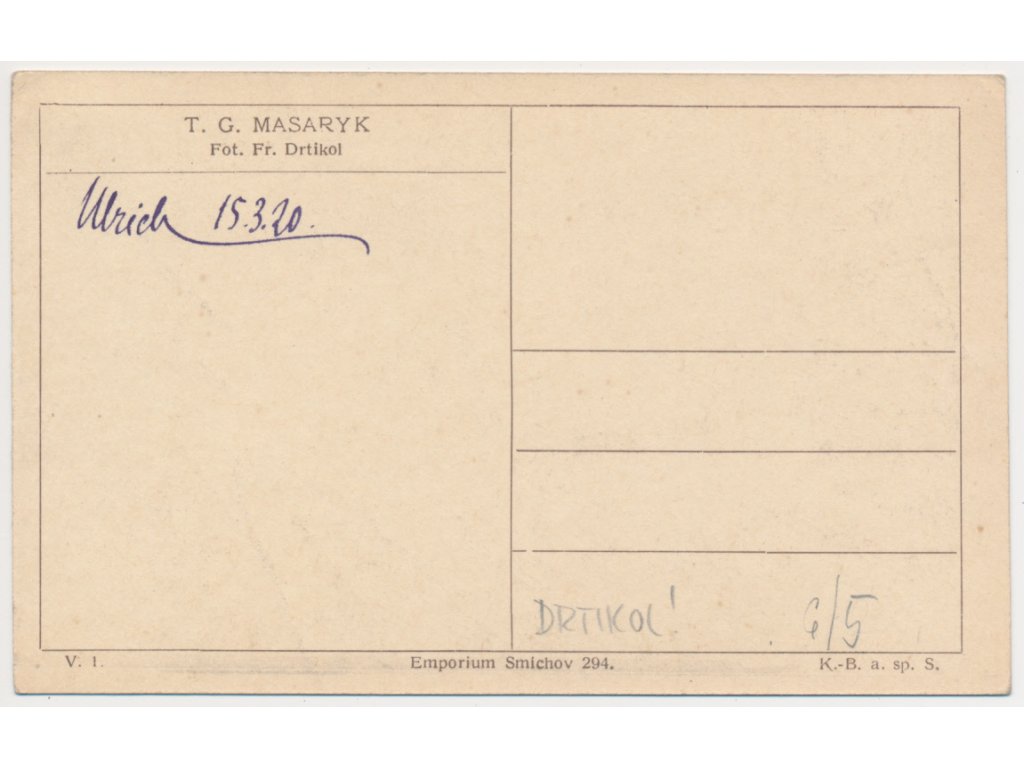 T. G. MASARYK
Fot. Fr. Drtikol
Ulrich 15.3.20.
DRTIKOL
6/5
V. 1.
Emporium Smíchov 294.
K.-B. a. sp. S.